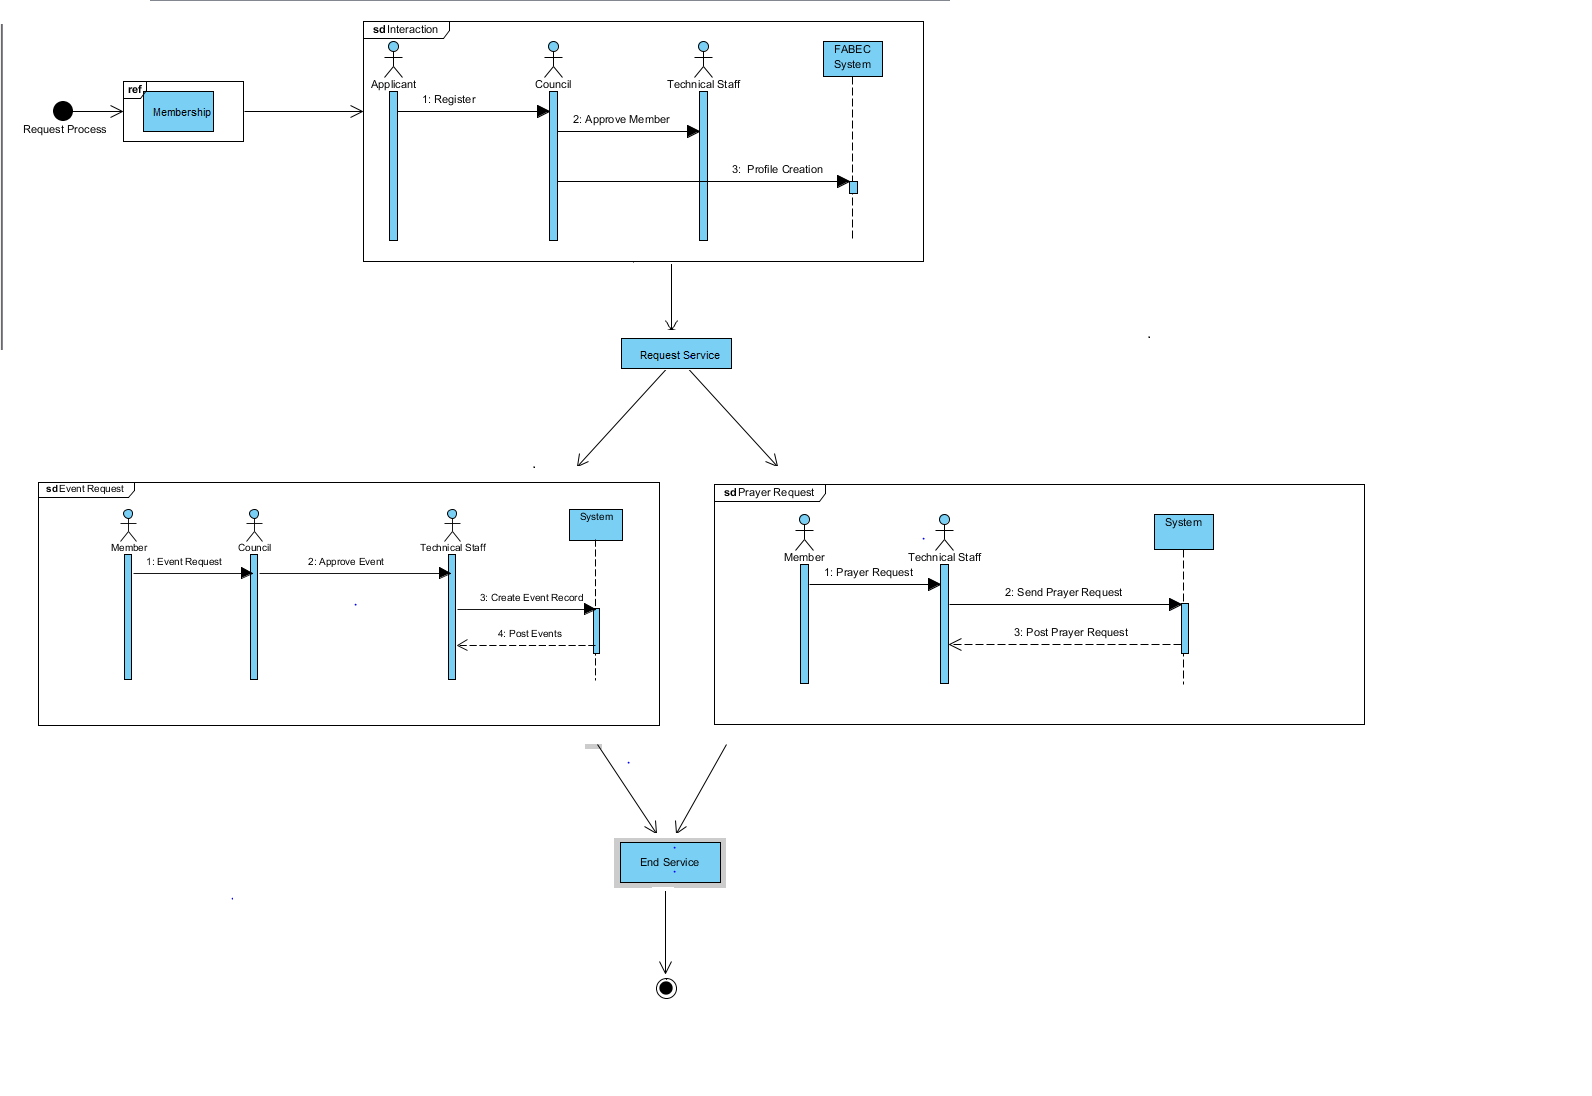 sd Interaction
Applicant
Council
Technical Staff
FABEC
System
ref
Membership
Request Process
1: Register
2: Approve Member
3: Profile Creation
Request Service
sd Event Request
Member
Council
Technical Staff
System
1: Event Request
2: Approve Event
3: Create Event Record
4: Post Events
sd Prayer Request
Member
Technical Staff
System
1: Prayer Request
2: Send Prayer Request
3: Post Prayer Request
End Service